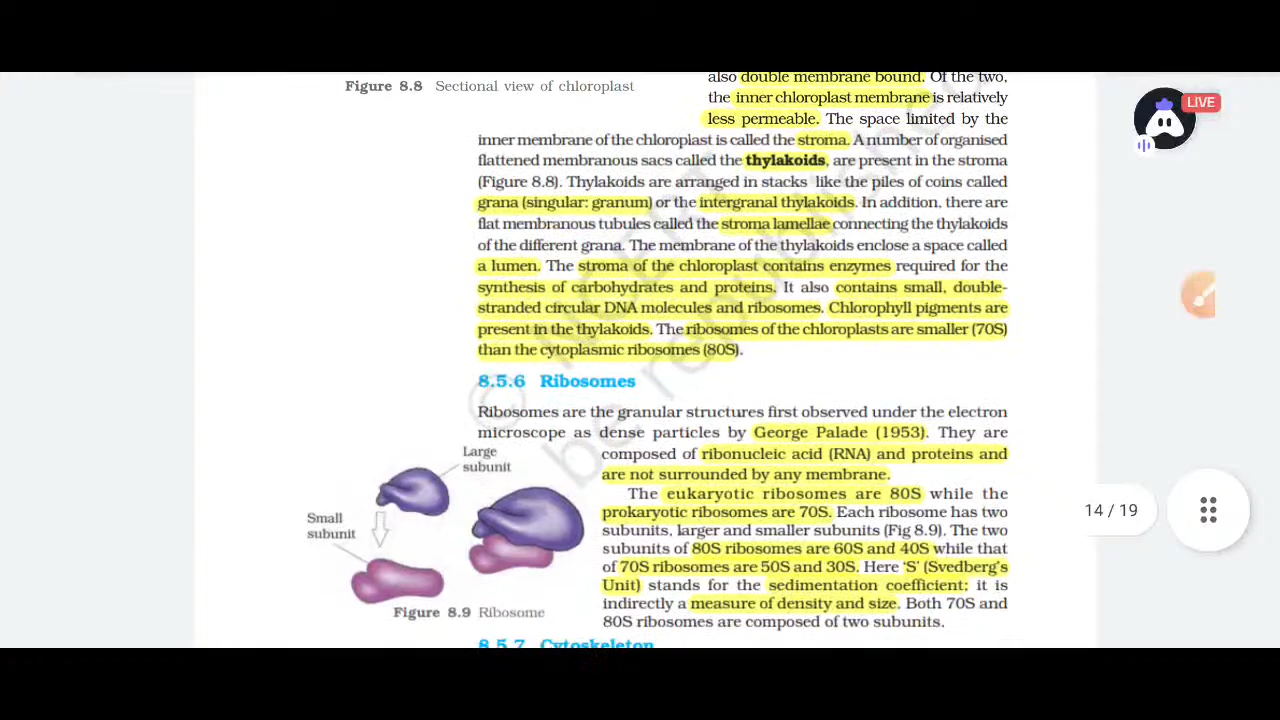 also double membrane bound. Of the two,
Figure 8.8 Sectional view of chloroplast
the inner chloroplast membrane is relatively
less permeable. The space limited by the
inner membrane of the chloroplast is called the stroma. A number of organised
flattened membranous sacs called the thylakoids, are present in the stroma
(Figure 8.8). Thylakoids are arranged in stacks like the piles of coins called
grana (singular: granum) or the intergranal thylakoids. In addition, there are
flat membranous tubules called the stroma lamellae connecting the thylakoids
of the different grana. The membrane of the thylakoids enclose a space called
a lumen. The stroma of the chloroplast contains enzymes required for the
synthesis of carbohydrates and proteins. It also contains small, double-
stranded circular DNA molecules and ribosomes. Chlorophyll pigments are
present in the thylakoids. The ribosomes of the chloroplasts are smaller (70S)
than the cytoplasmic ribosomes (80S).
8.5.6 Ribosomes
Ribosomes are the granular structures first observed under the electron
microscope as dense particles by George Palade (1953). They are
composed of ribonucleic acid (RNA) and proteins and
are not surrounded by any membrane.
The eukaryotic ribosomes are 80S while the
prokaryotic ribosomes are 70S. Each ribosome has two
subunits, larger and smaller subunits (Fig 8.9). The two
subunits of 80S ribosomes are 60S and 40S while that
of 70S ribosomes are 50S and 30S. Here 'S' (Svedberg's
Unit) stands for the sedimentation coefficient; it is
indirectly a measure of density and size. Both 70S and
80S ribosomes are composed of two subunits.
Large
subunit
Small
subunit
Figure 8.9 Ribosome
8.5.7 Cytoskeleton
LIVE
14 / 19
© NCERT
be republished